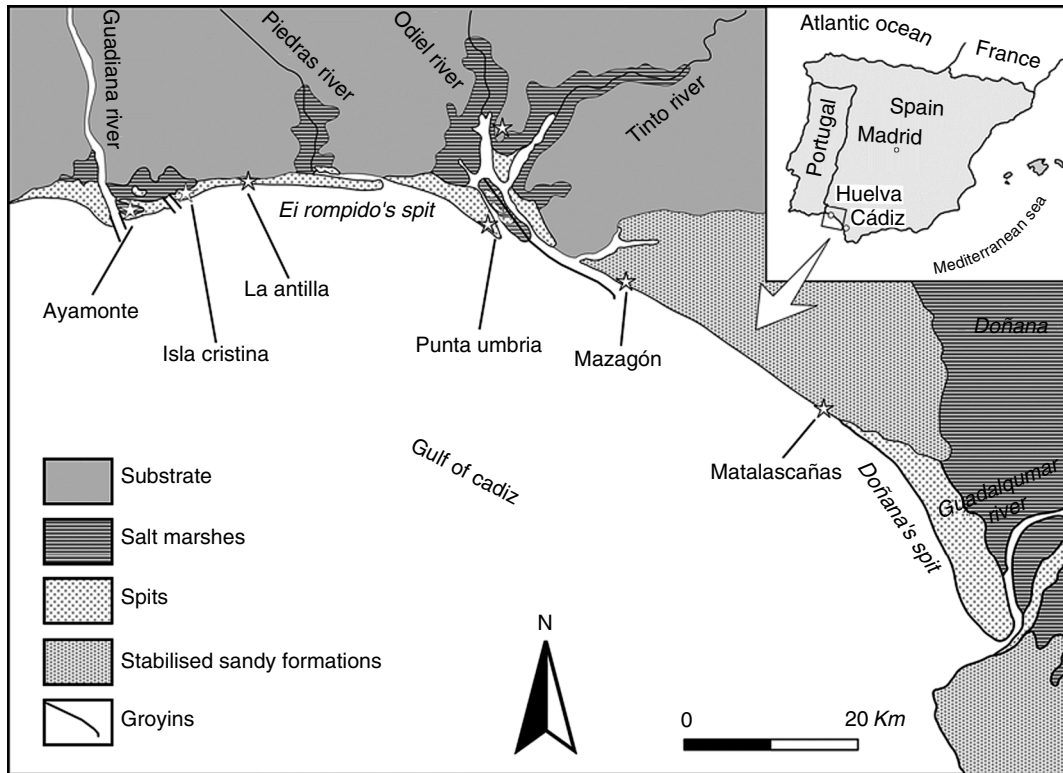 Guadiana river
Piedras river
Odiel river
Tinto river
Atlantic ocean
France
Spain
Portugal
Madrid
Huelva
Cádiz
Mediterranean sea
Ei rompido's spit
Ayamonte
Isla cristina
La antilla
Punta umbria
Mazagón
Matalascañas
Doñana
Guadalqumar
river
Doñana's spit
Gulf of cadiz
Substrate
Salt marshes
Spits
Stabilised sandy formations
Groyins
N
0 20 Km